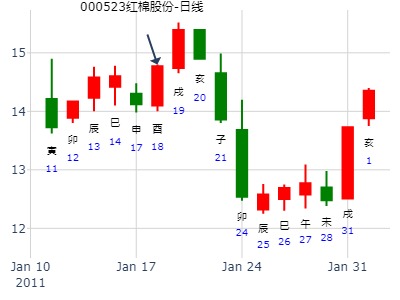 000523红棉股份-日线
15
14
13
12
寅
11
卯
12
辰
13
巳
14
申
17
酉
18
戌
19
亥
20
子
21
卯
24
辰
25
巳
26
午
27
未
28
戌
31
亥
1
Jan 10
2011
Jan 17
Jan 24
Jan 31